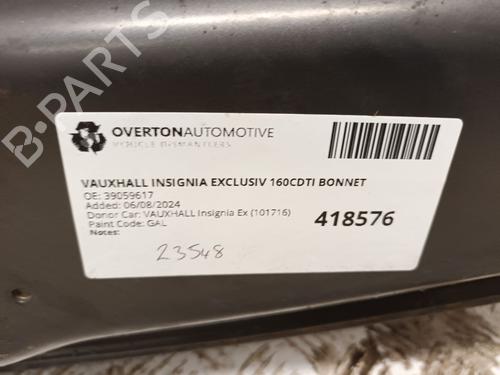 B-PARTS
OVERTONAUTOMOTIVE
VEHICLE DISMANTLERS
VAUXHALL INSIGNIA EXCLUSIV 160CDTI BONNET
OE: 39059617
Added: 06/08/2024
Donor Car: VAUXHALL Insignia Ex (101716)
Paint Code: GAL
Notes:
418576
23548